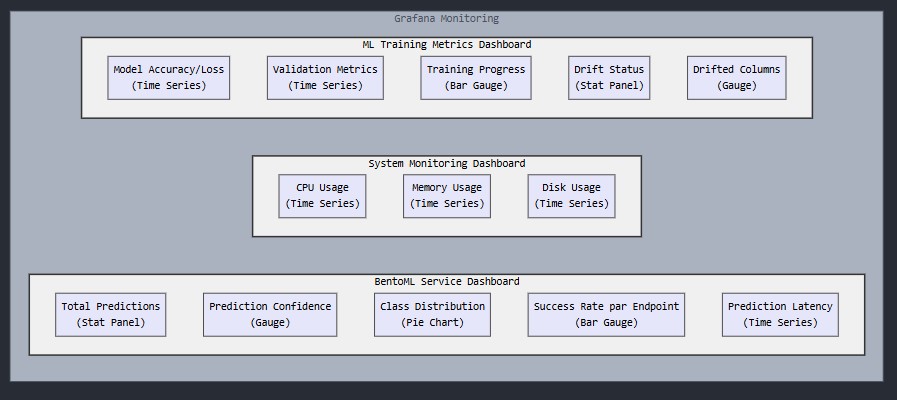 Grafana Monitoring
ML Training Metrics Dashboard
Model Accuracy/Loss
(Time Series)
Validation Metrics
(Time Series)
Training Progress
(Bar Gauge)
Drift Status
(Stat Panel)
Drifted Columns
(Gauge)
System Monitoring Dashboard
CPU Usage
(Time Series)
Memory Usage
(Time Series)
Disk Usage
(Time Series)
BentoML Service Dashboard
Total Predictions
(Stat Panel)
Prediction Confidence
(Gauge)
Class Distribution
(Pie Chart)
Success Rate par Endpoint
(Bar Gauge)
Prediction Latency
(Time Series)